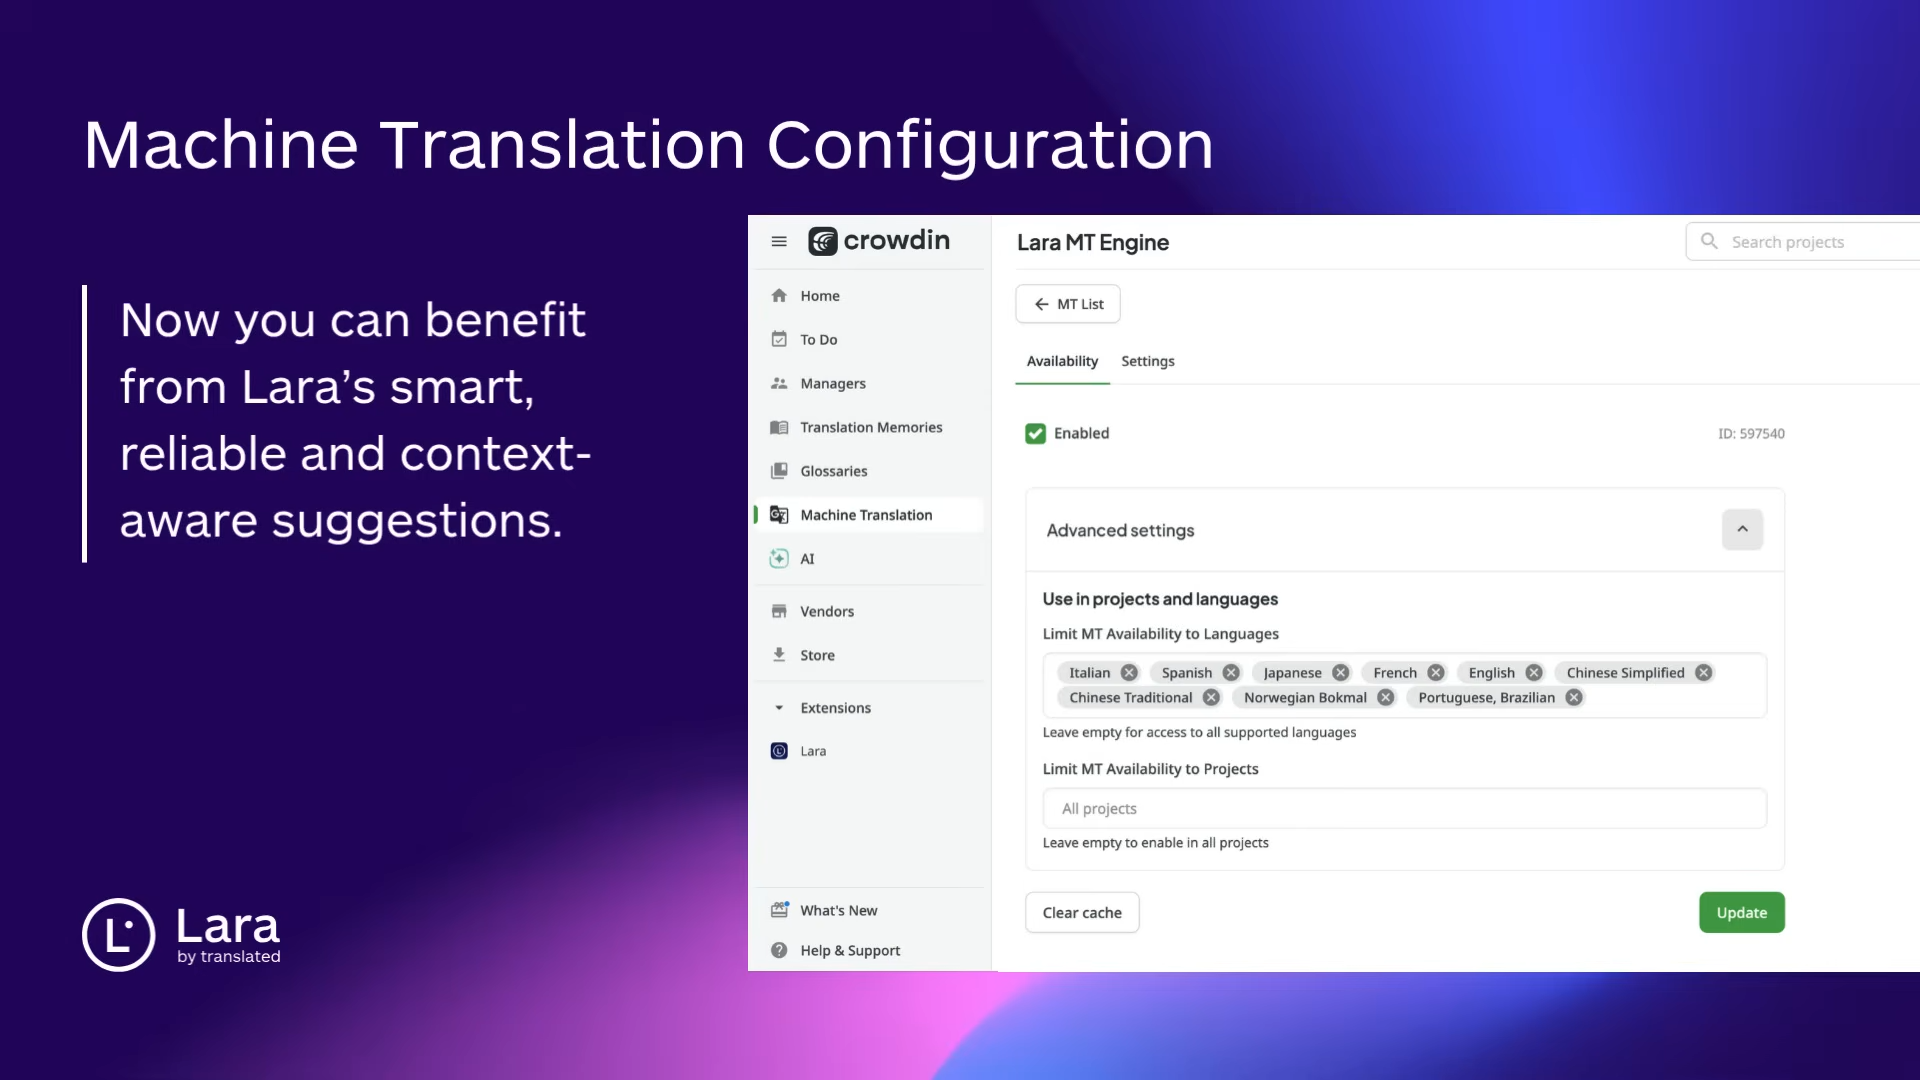 Machine Translation Configuration
Now you can benefit
from Lara’s smart,
reliable and context-
aware suggestions.
Lara
by translated
crowdin
Home
To Do
Managers
Translation Memories
Glossaries
Machine Translation
AI
Vendors
Store
Extensions
Lara
What's New
Help & Support
Lara MT Engine
Search projects
MT List
Availability Settings
Enabled
ID: 597540
Advanced settings
Use in projects and languages
Limit MT Availability to Languages
Italian Spanish Japanese French English Chinese Simplified
Chinese Traditional Norwegian Bokmal Portuguese, Brazilian
Leave empty for access to all supported languages
Limit MT Availability to Projects
All projects
Leave empty to enable in all projects
Clear cache
Update